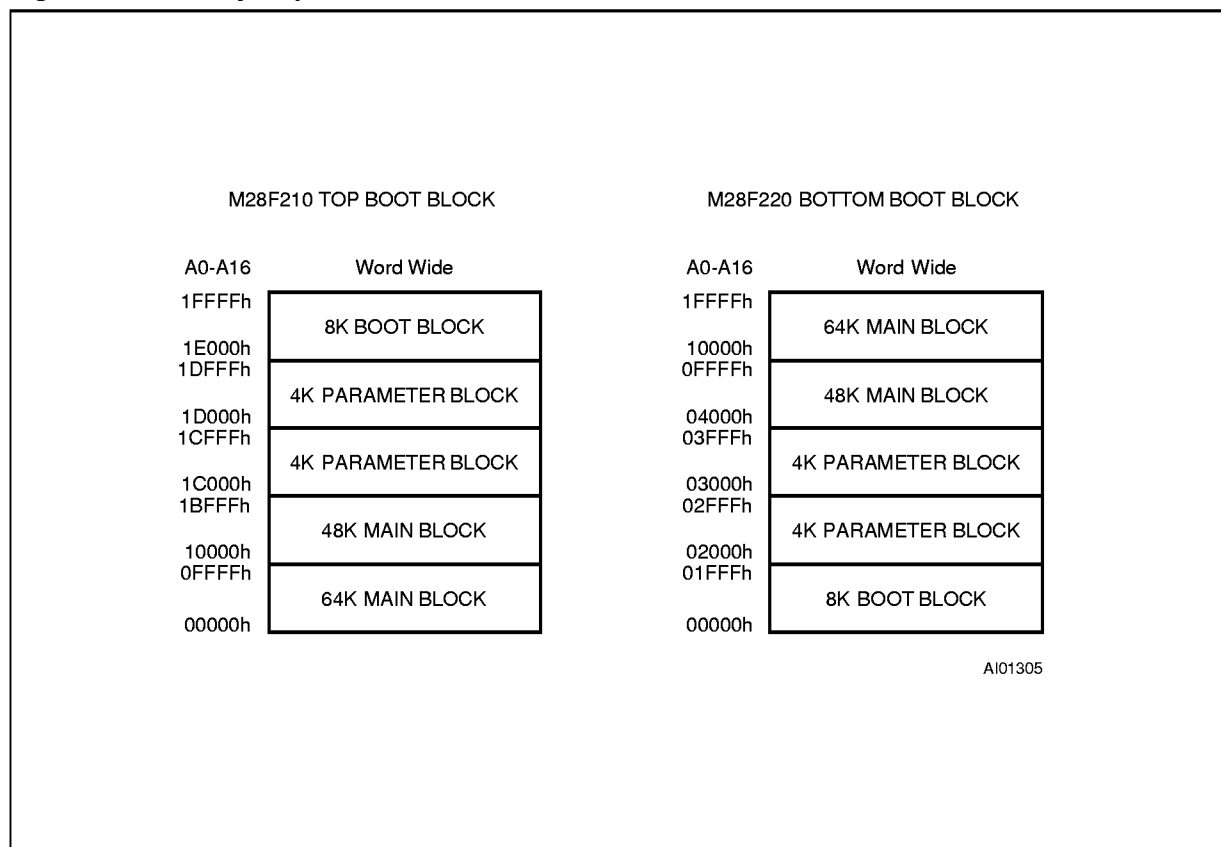 M28F210 TOP BOOT BLOCK
A0-A16 Word Wide
1FFFFh
8K BOOT BLOCK
1E000h
1DFFFh
4K PARAMETER BLOCK
1D000h
1CFFFh
4K PARAMETER BLOCK
1C000h
1BFFFh
48K MAIN BLOCK
10000h
0FFFFh
64K MAIN BLOCK
00000h
M28F220 BOTTOM BOOT BLOCK
A0-A16 Word Wide
1FFFFh
64K MAIN BLOCK
10000h
0FFFFh
48K MAIN BLOCK
04000h
03FFFh
4K PARAMETER BLOCK
03000h
02FFFh
4K PARAMETER BLOCK
02000h
01FFFh
8K BOOT BLOCK
00000h
AI01305